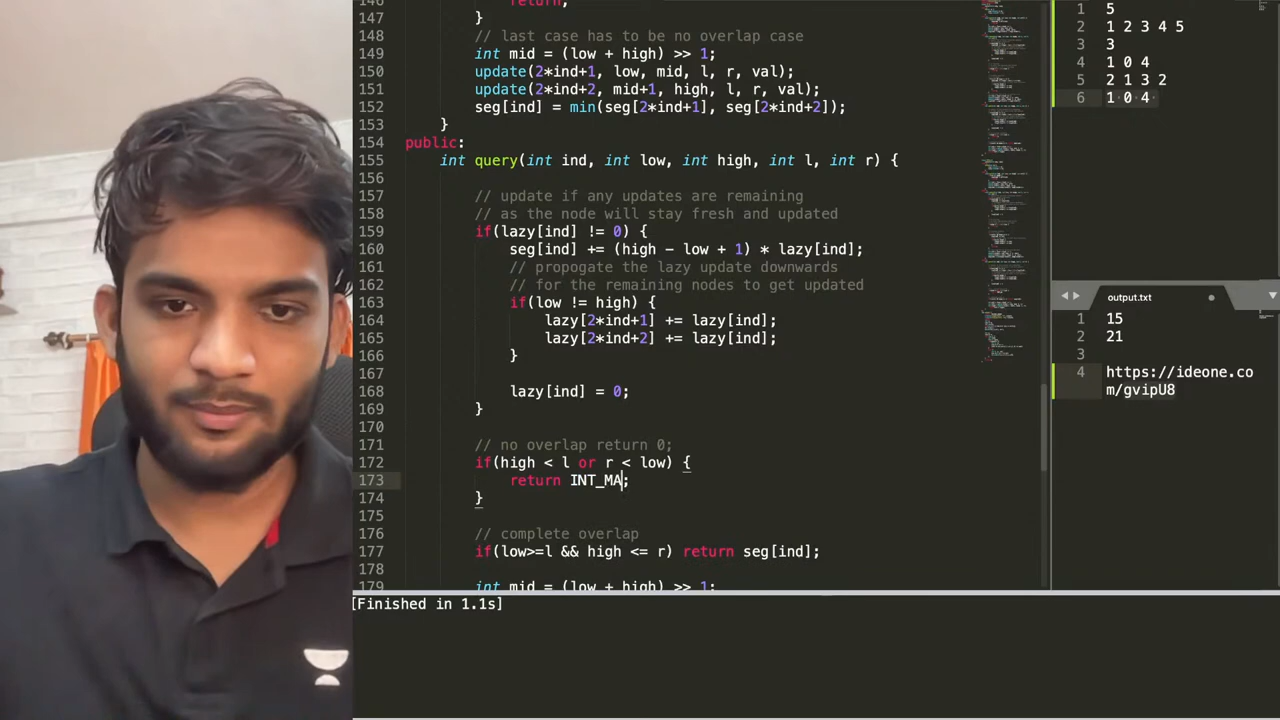 146 return;
147 }
148 // last case has to be no overlap case
149 int mid = (low + high) >> 1;
150 update(2*ind+1, low, mid, l, r, val);
151 update(2*ind+2, mid+1, high, l, r, val);
152 seg[ind] = min(seg[2*ind+1], seg[2*ind+2]);
153 }
154 public:
155 int query(int ind, int low, int high, int l, int r) {
156
157 // update if any updates are remaining
158 // as the node will stay fresh and updated
159 if(lazy[ind] != 0) {
160 seg[ind] += (high - low + 1) * lazy[ind];
161 // propogate the lazy update downwards
162 // for the remaining nodes to get updated
163 if(low != high) {
164 lazy[2*ind+1] += lazy[ind];
165 lazy[2*ind+2] += lazy[ind];
166 }
167
168 lazy[ind] = 0;
169 }
170
171 // no overlap return 0;
172 if(high < l or r < low) {
173 return INT_MA;
174 }
175
176 // complete overlap
177 if(low>=l && high <= r) return seg[ind];
178
179 int mid = (low + high) >> 1;
[Finished in 1.1s]
1 5
2 1 2 3 4 5
3 3
4 1 0 4
5 2 1 3 2
6 1 0 4
output.txt
1 15
2 21
3
4 https://ideone.co
m/gvipU8